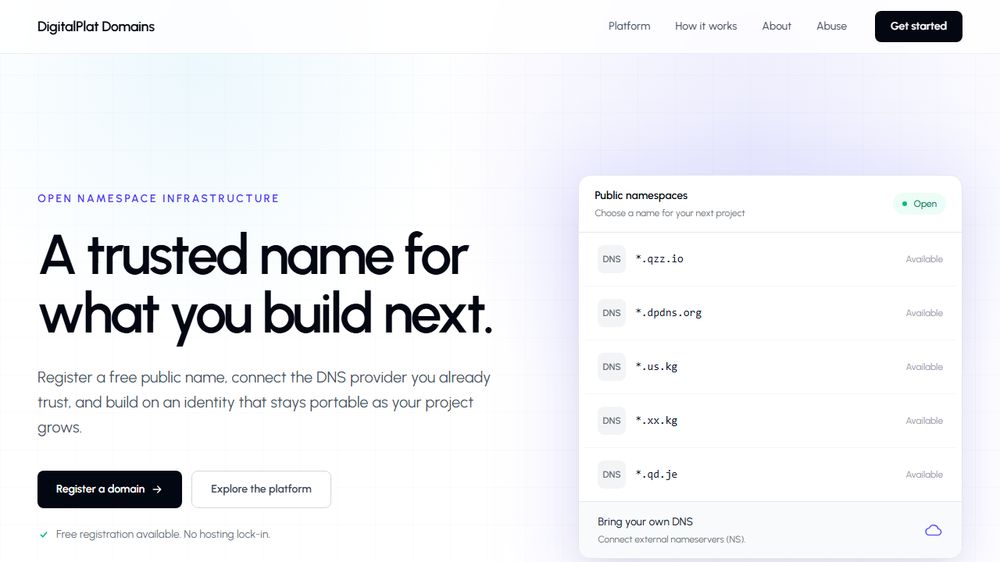 DigitalPlat Domains
Platform
How it works
About
Abuse
Get started
OPEN NAMESPACE INFRASTRUCTURE
A trusted name for
what you build next.
Register a free public name, connect the DNS provider you already
trust, and build on an identity that stays portable as your project
grows.
Register a domain →
Explore the platform
Free registration available. No hosting lock-in.
Public namespaces
Choose a name for your next project
Open
DNS *.qzz.io Available
DNS *.dpdns.org Available
DNS *.us.kg Available
DNS *.xx.kg Available
DNS *.qd.je Available
Bring your own DNS
Connect external nameservers (NS).